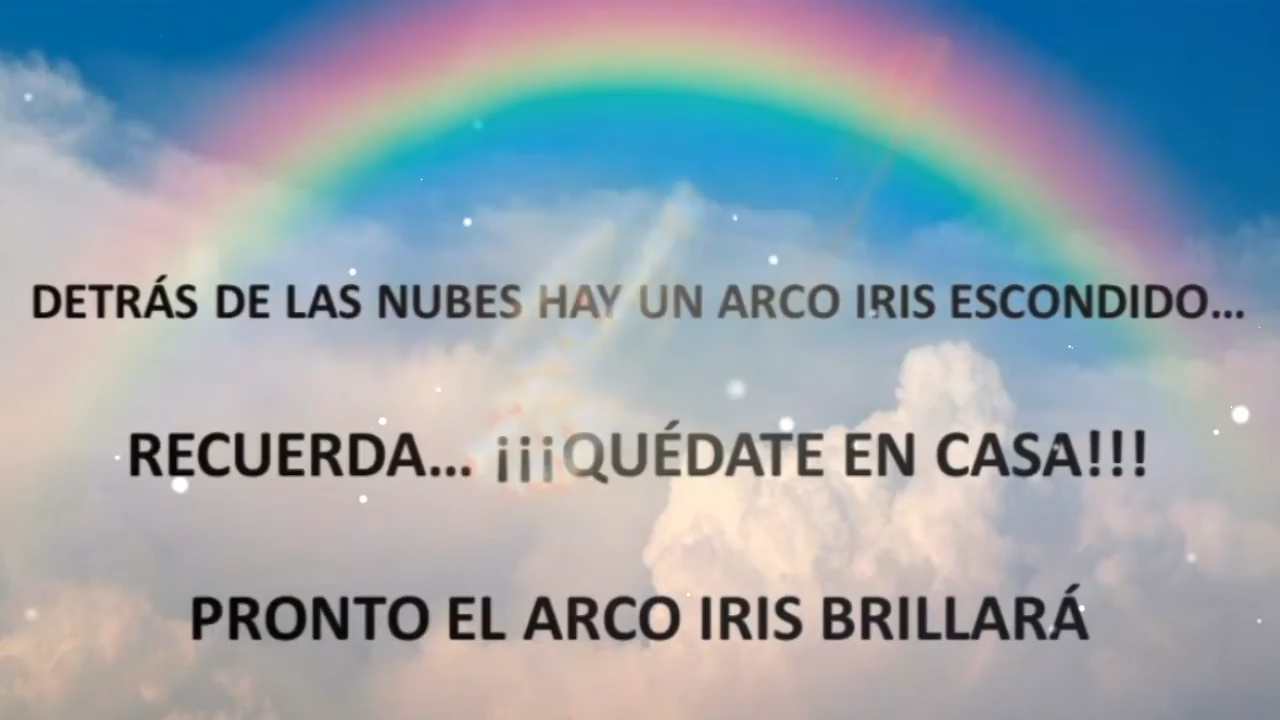 DETRÁS DE LAS NUBES HAY UN ARCO IRIS ESCONDIDO...
RECUERDA... ¡¡¡QUÉDATE EN CASA!!!
PRONTO EL ARCO IRIS BRILLARÁ